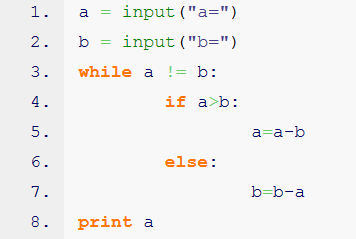 1. a = input("a=")
2. b = input("b=")
3. while a != b:
4. if a>b:
5. a=a-b
6. else:
7. b=b-a
8. print a